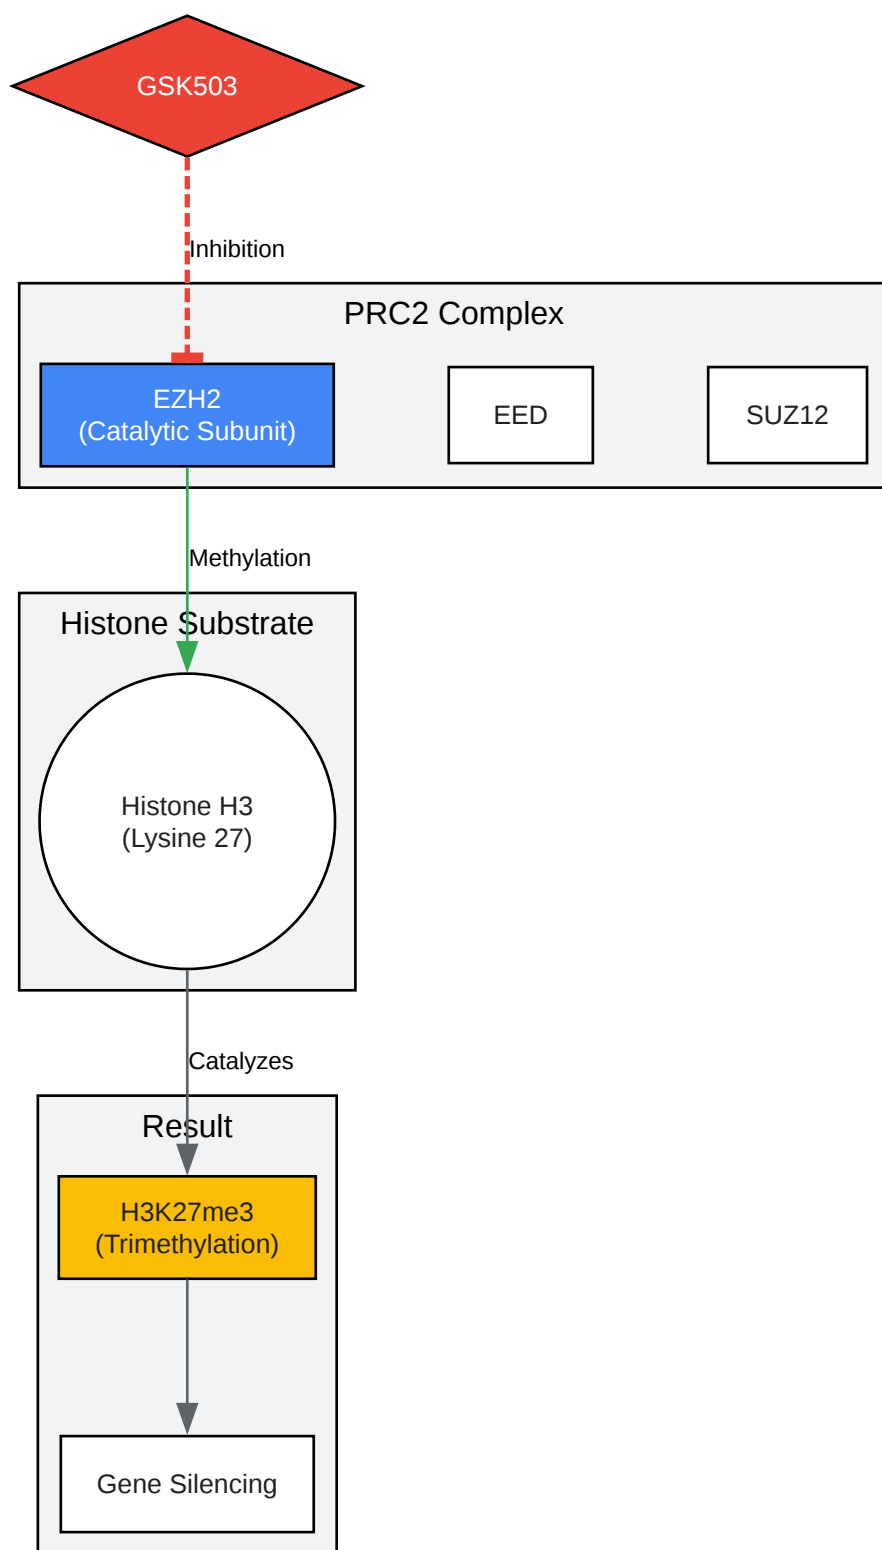 GSK503
Inhibition
PRC2 Complex
EZH2
(Catalytic Subunit)
EED
SUZ12
Methylation
Histone Substrate
Histone H3
(Lysine 27)
Catalyzes
Result
H3K27me3
(Trimethylation)
Gene Silencing